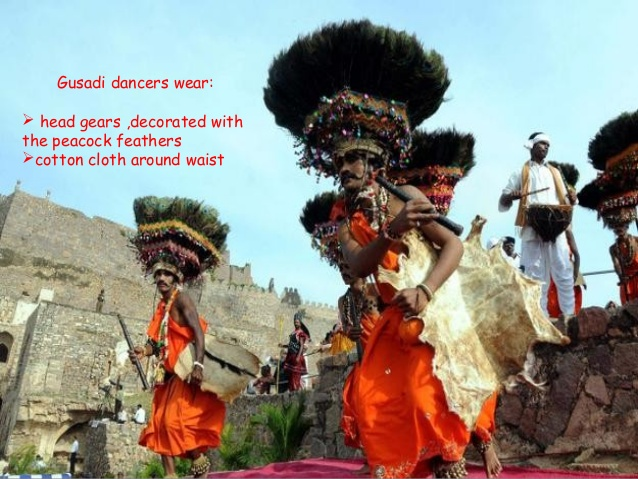 Gusadi dancers wear:
➢ head gears ,decorated with
the peacock feathers
➢cotton cloth around waist